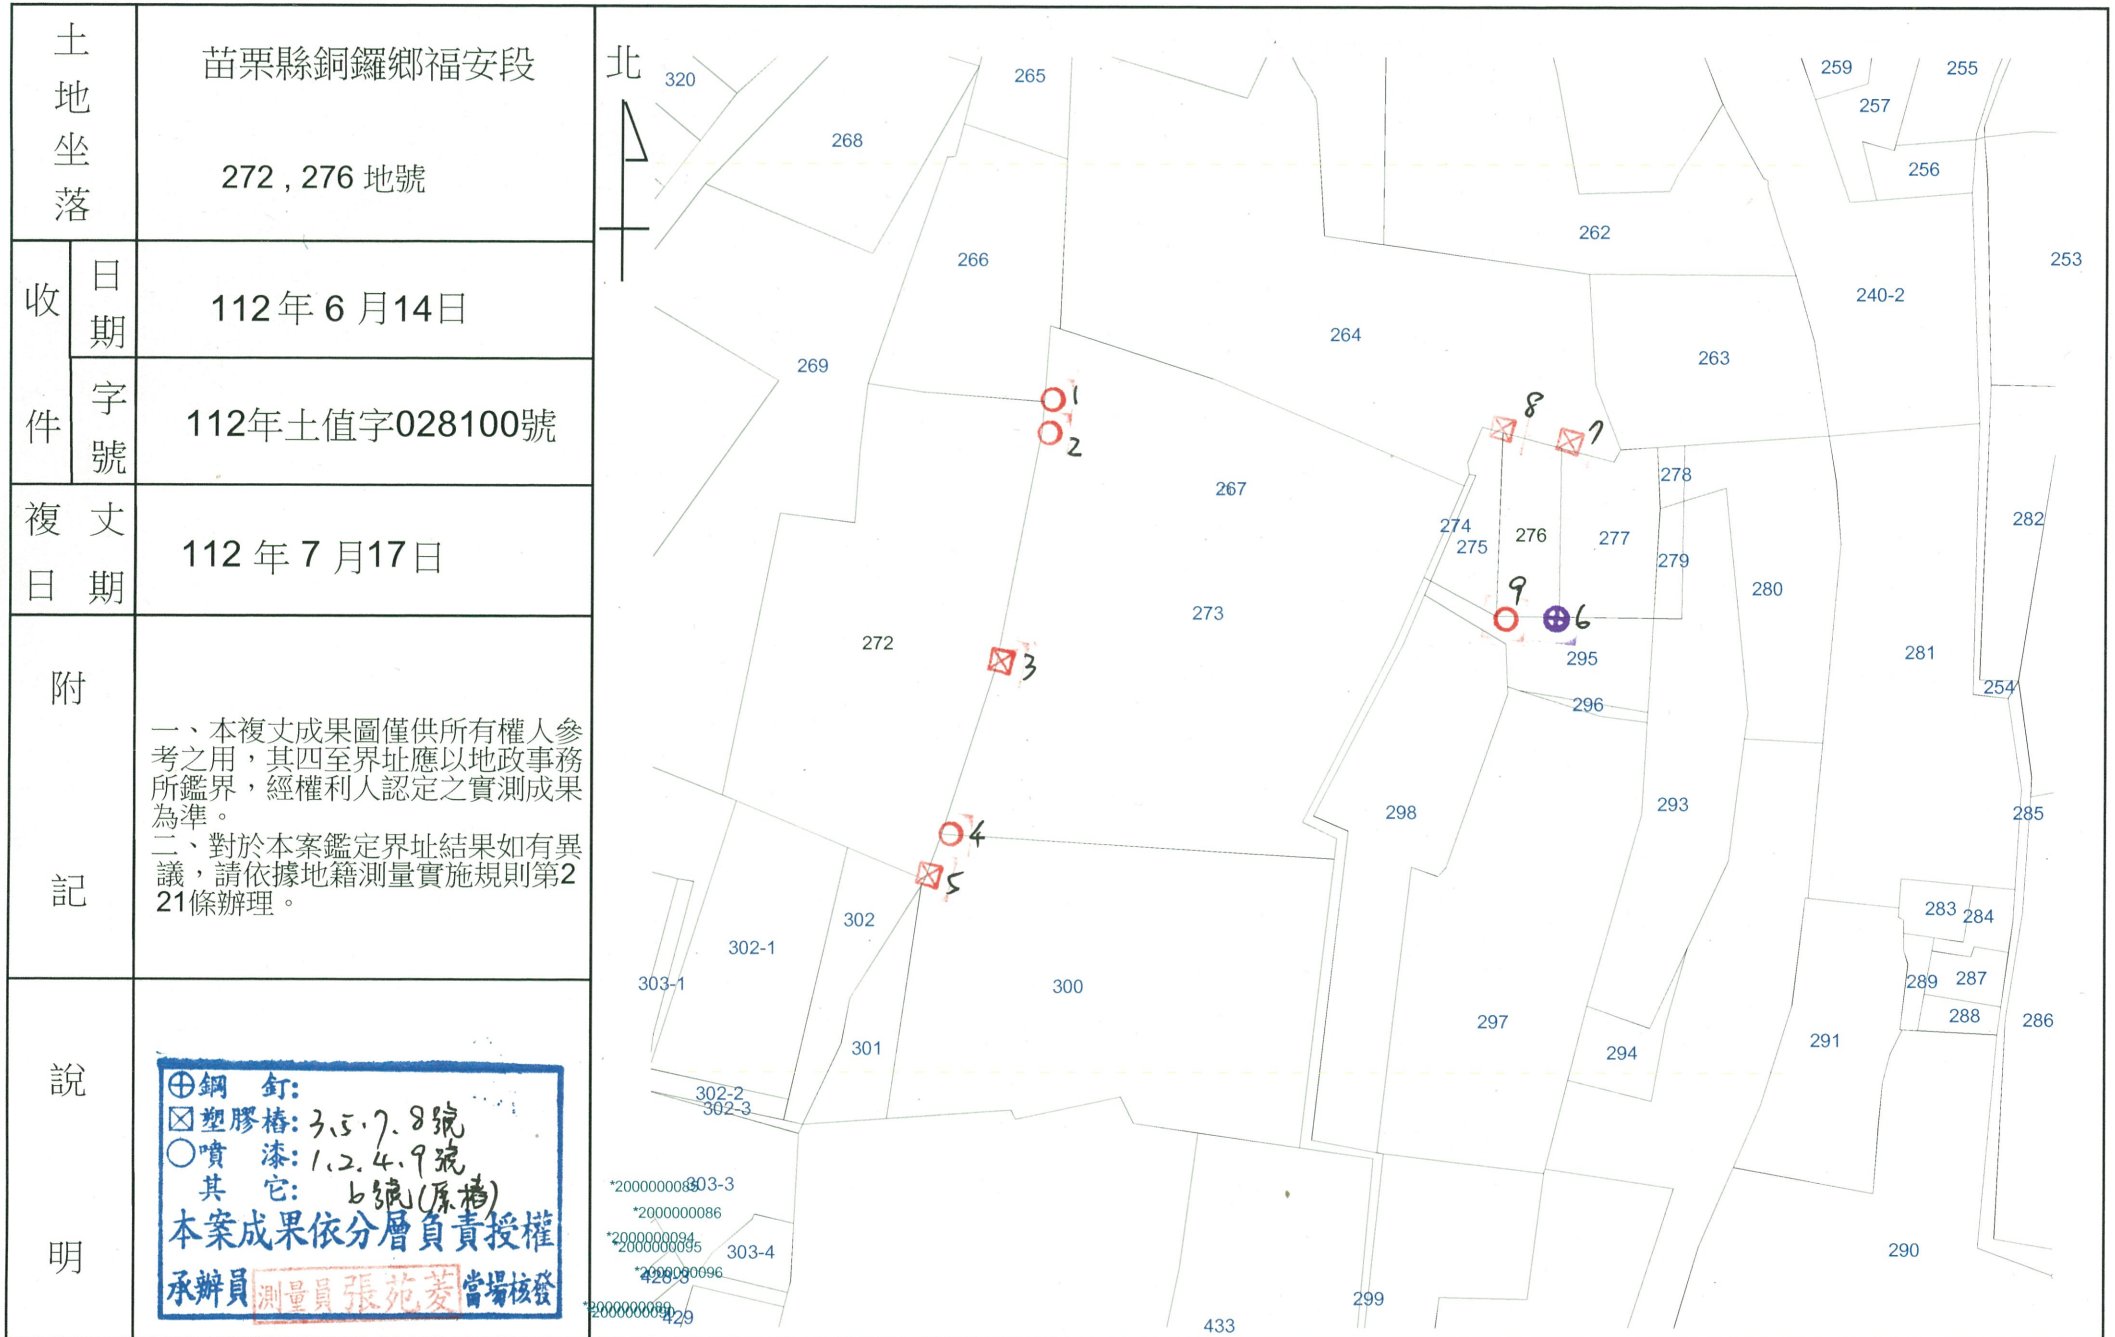 土地坐落
苗栗縣銅鑼鄉福安段
272 , 276 地號
收件
日期
112 年 6 月14日
字號
112年土值字028100號
複丈日期
112 年 7 月17日
附記
一、本複丈成果圖僅供所有權人參
考之用，其四至界址應以地政事務
所鑑界，經權利人認定之實測成果
為準。
二、對於本案鑑定界址結果如有異
議，請依據地籍測量實施規則第2
21條辦理。
說明
⊕鋼 釘:
☒塑膠樁: 3、5、7、8號
○噴 漆: 1、2、4、9號
其 它: 6號(原樁)
本案成果依分層負責授權
承辦員 測量員 張苑菱 當場核發
北
320
265
268
259
255
257
256
266
262
253
240-2
264
263
269
1
2
8
7
267
278
274
275
276
277
279
282
280
273
9
6
272
3
295
281
296
254
298
293
285
4
5
302
302-1
303-1
300
283
284
289
287
288
286
297
291
294
301
302-2
302-3
303-3
*2000000086
*2000000094
*2000000095
303-4
*2000000096
428-3
429
299
290
433